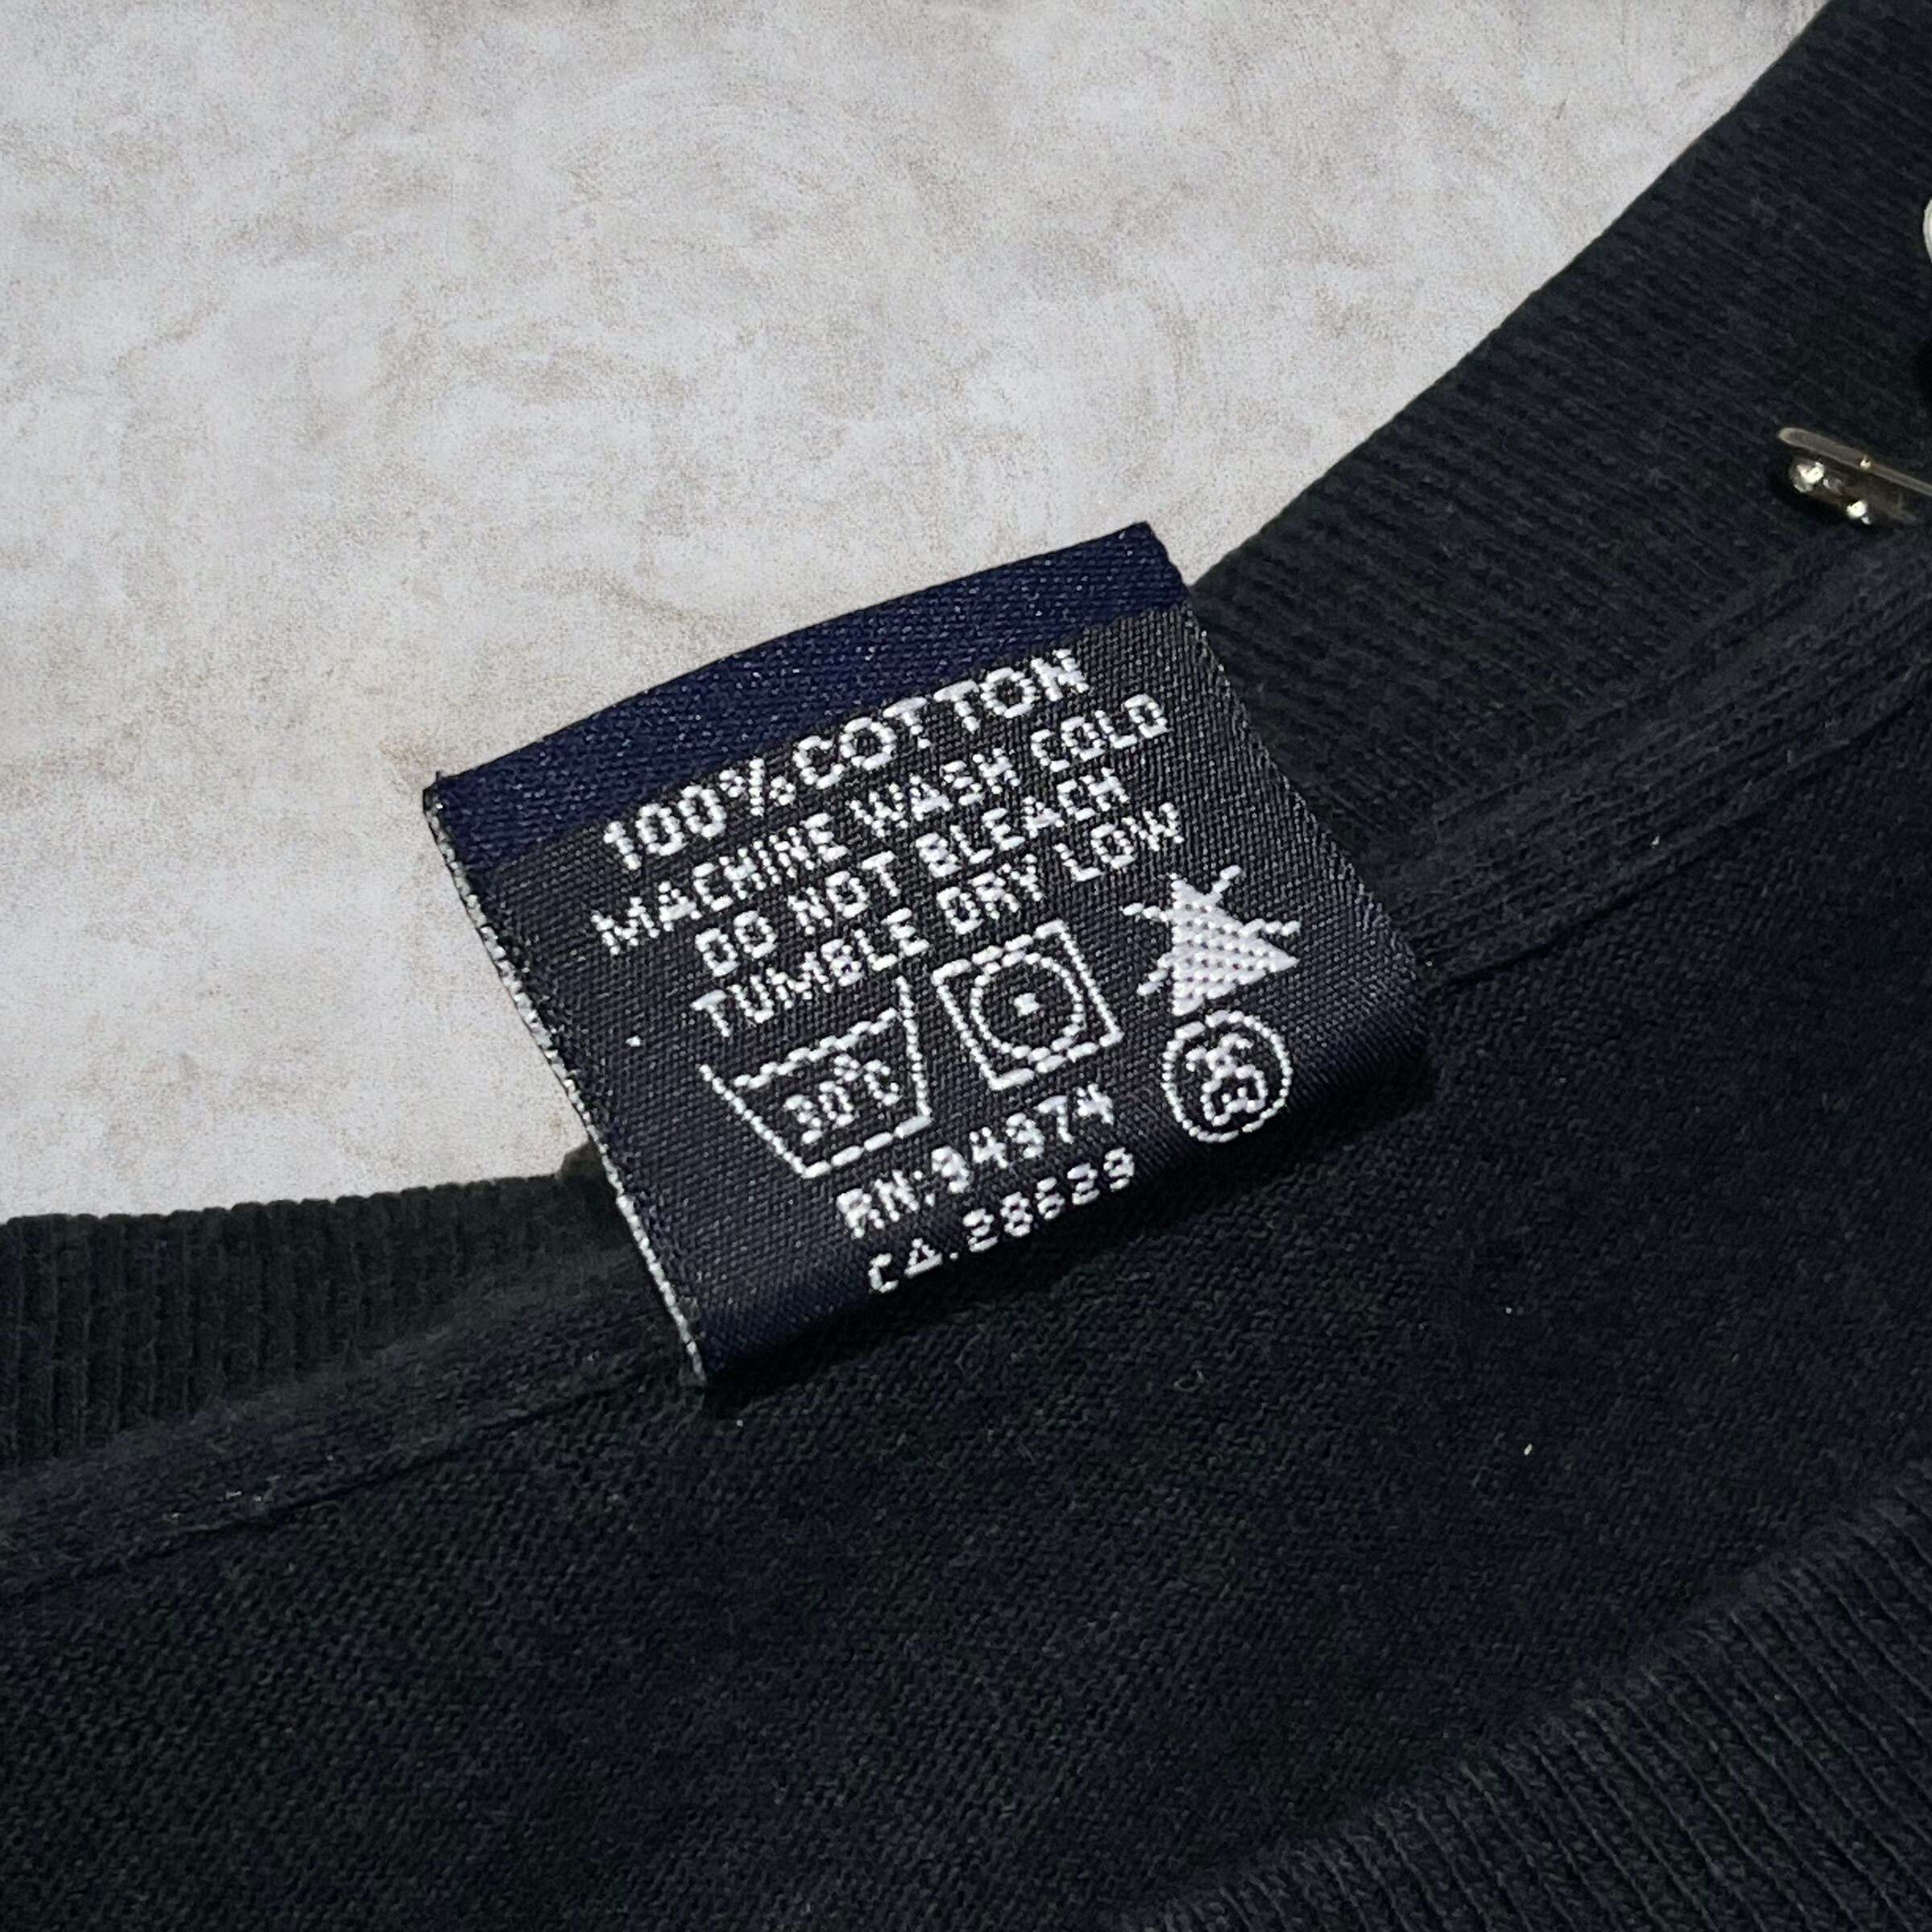 100%COTTON
MACHINE WASH COLD
DO NOT BLEACH
TUMBLE DRY LOW
30°C
RN:94974
CA.28629